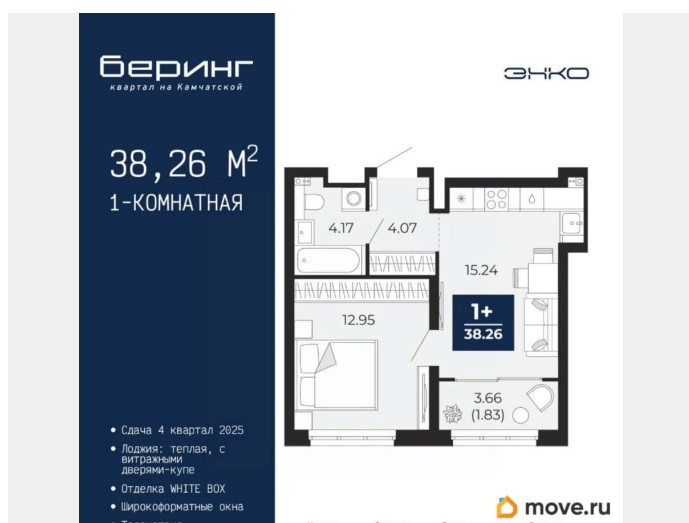 беринг
квартал на Камчатской
ЭНКО
38,26 М²
1-КОМНАТНАЯ
4.17
4.07
15.24
12.95
1+
38.26
3.66
(1.83)
• Сдача 4 квартал 2025
• Лоджия: теплая, с
витражными
дверями-купе
• Отделка WHITE BOX
• Широкоформатные окна
move.ru